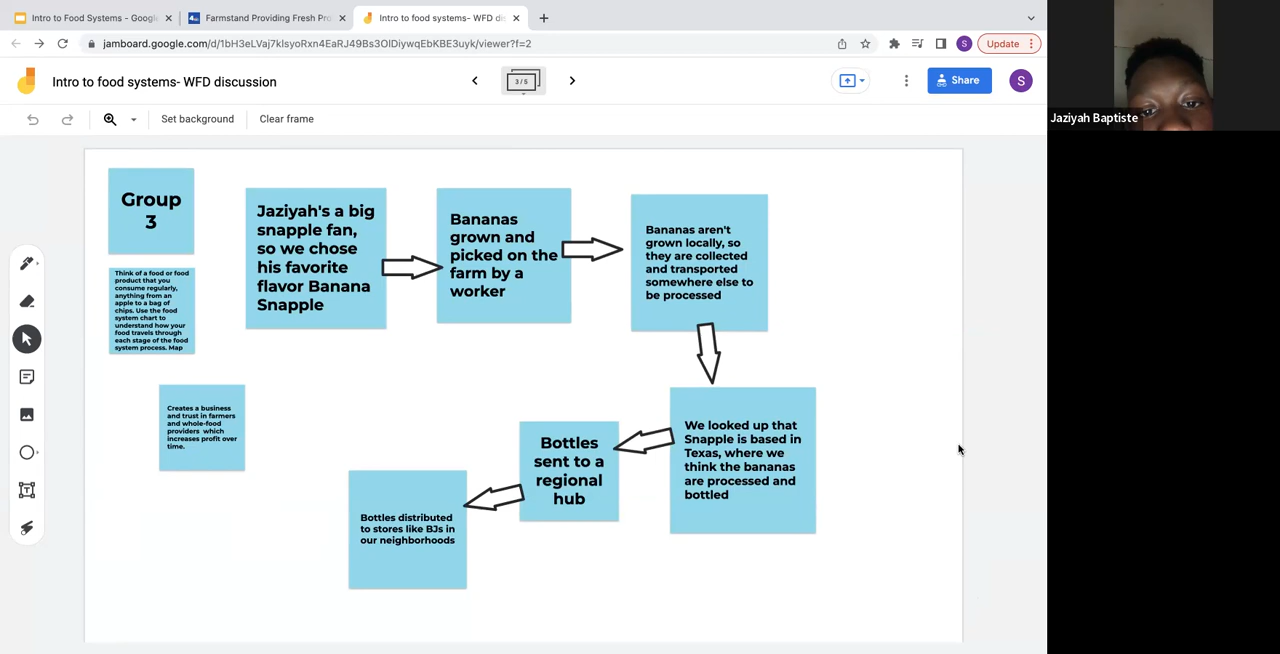 Intro to Food Systems - Google
Farmstand Providing Fresh Pro
Intro to food systems- WFD dis
jamboard.google.com/d/1bH3eLVaj7klsyoRxn4EaRJ49Bs3OlDiywqEbKBE3uyk/viewer?f=2
S
Update
Intro to food systems- WFD discussion
3 / 5
Share
S
Set background
Clear frame
Jaziyah Baptiste
Group
3
Think of a food or food
product that you
consume regularly,
anything from an
apple to a bag of
chips. Use the food
system chart to
understand how your
food travels through
each stage of the food
system process. Map
Creates a business
and trust in farmers
and whole-food
providers which
increases profit over
time.
Jaziyah's a big
snapple fan,
so we chose
his favorite
flavor Banana
Snapple
Bananas
grown and
picked on the
farm by a
worker
Bananas aren't
grown locally, so
they are collected
and transported
somewhere else to
be processed
We looked up that
Snapple is based in
Texas, where we
think the bananas
are processed and
bottled
Bottles
sent to a
regional
hub
Bottles distributed
to stores like BJs in
our neighborhoods